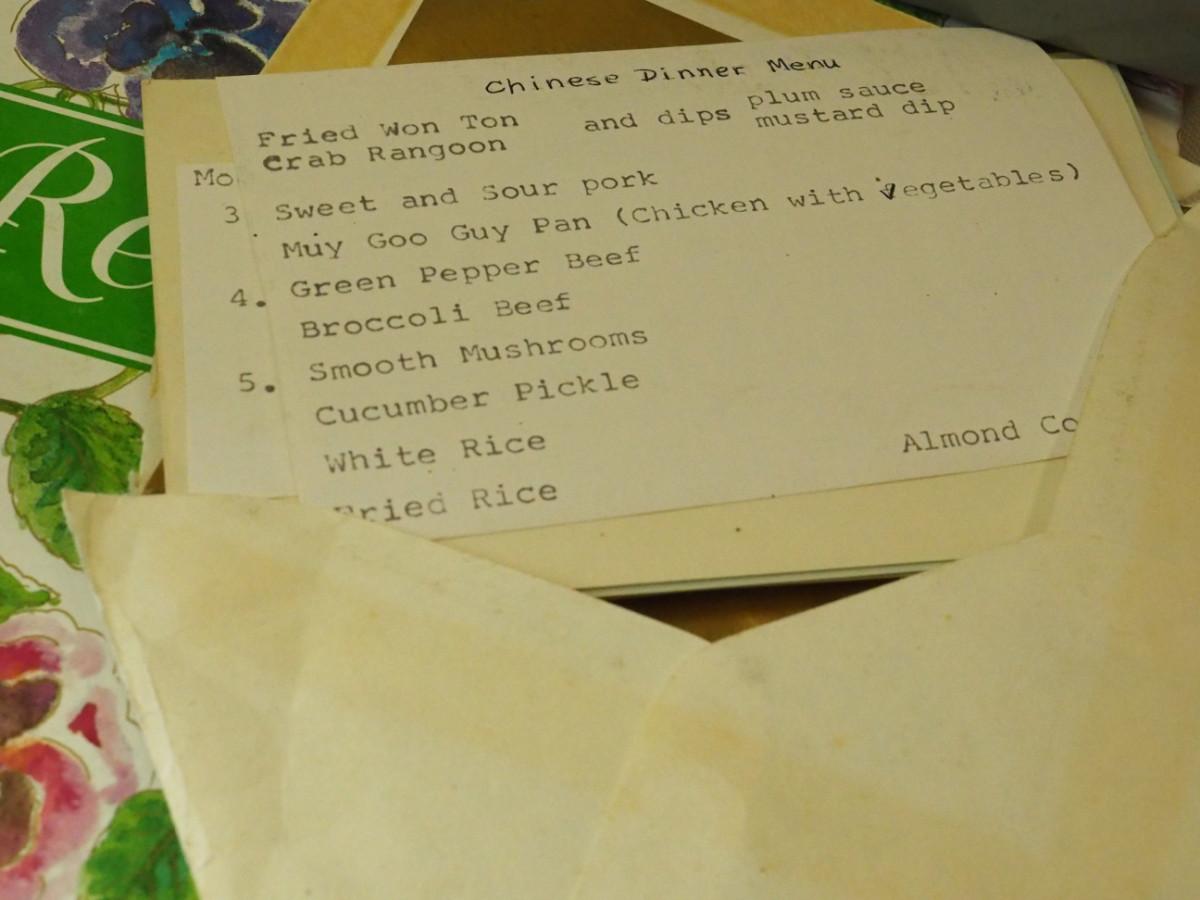 Chinese Dinner Menu
Fried Won Ton and dips plum sauce
Crab Rangoon mustard dip
Sweet and Sour pork
Muy Goo Guy Pan (Chicken with Vegetables)
Green Pepper Beef
Broccoli Beef
Smooth Mushrooms
Cucumber Pickle
White Rice
Fried Rice
Almond Co
Mo
3
4.
5.
Re